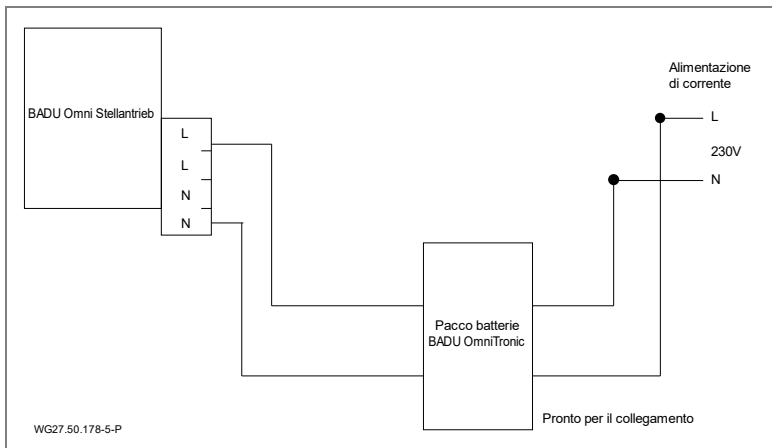 BADU Omni Stellantrieb
L
L
N
N
Alimentazione
di corrente
L
230V
N
Pacco batterie
BADU OmniTronic
Pronto per il collegamento
WG27.50.178-5-P